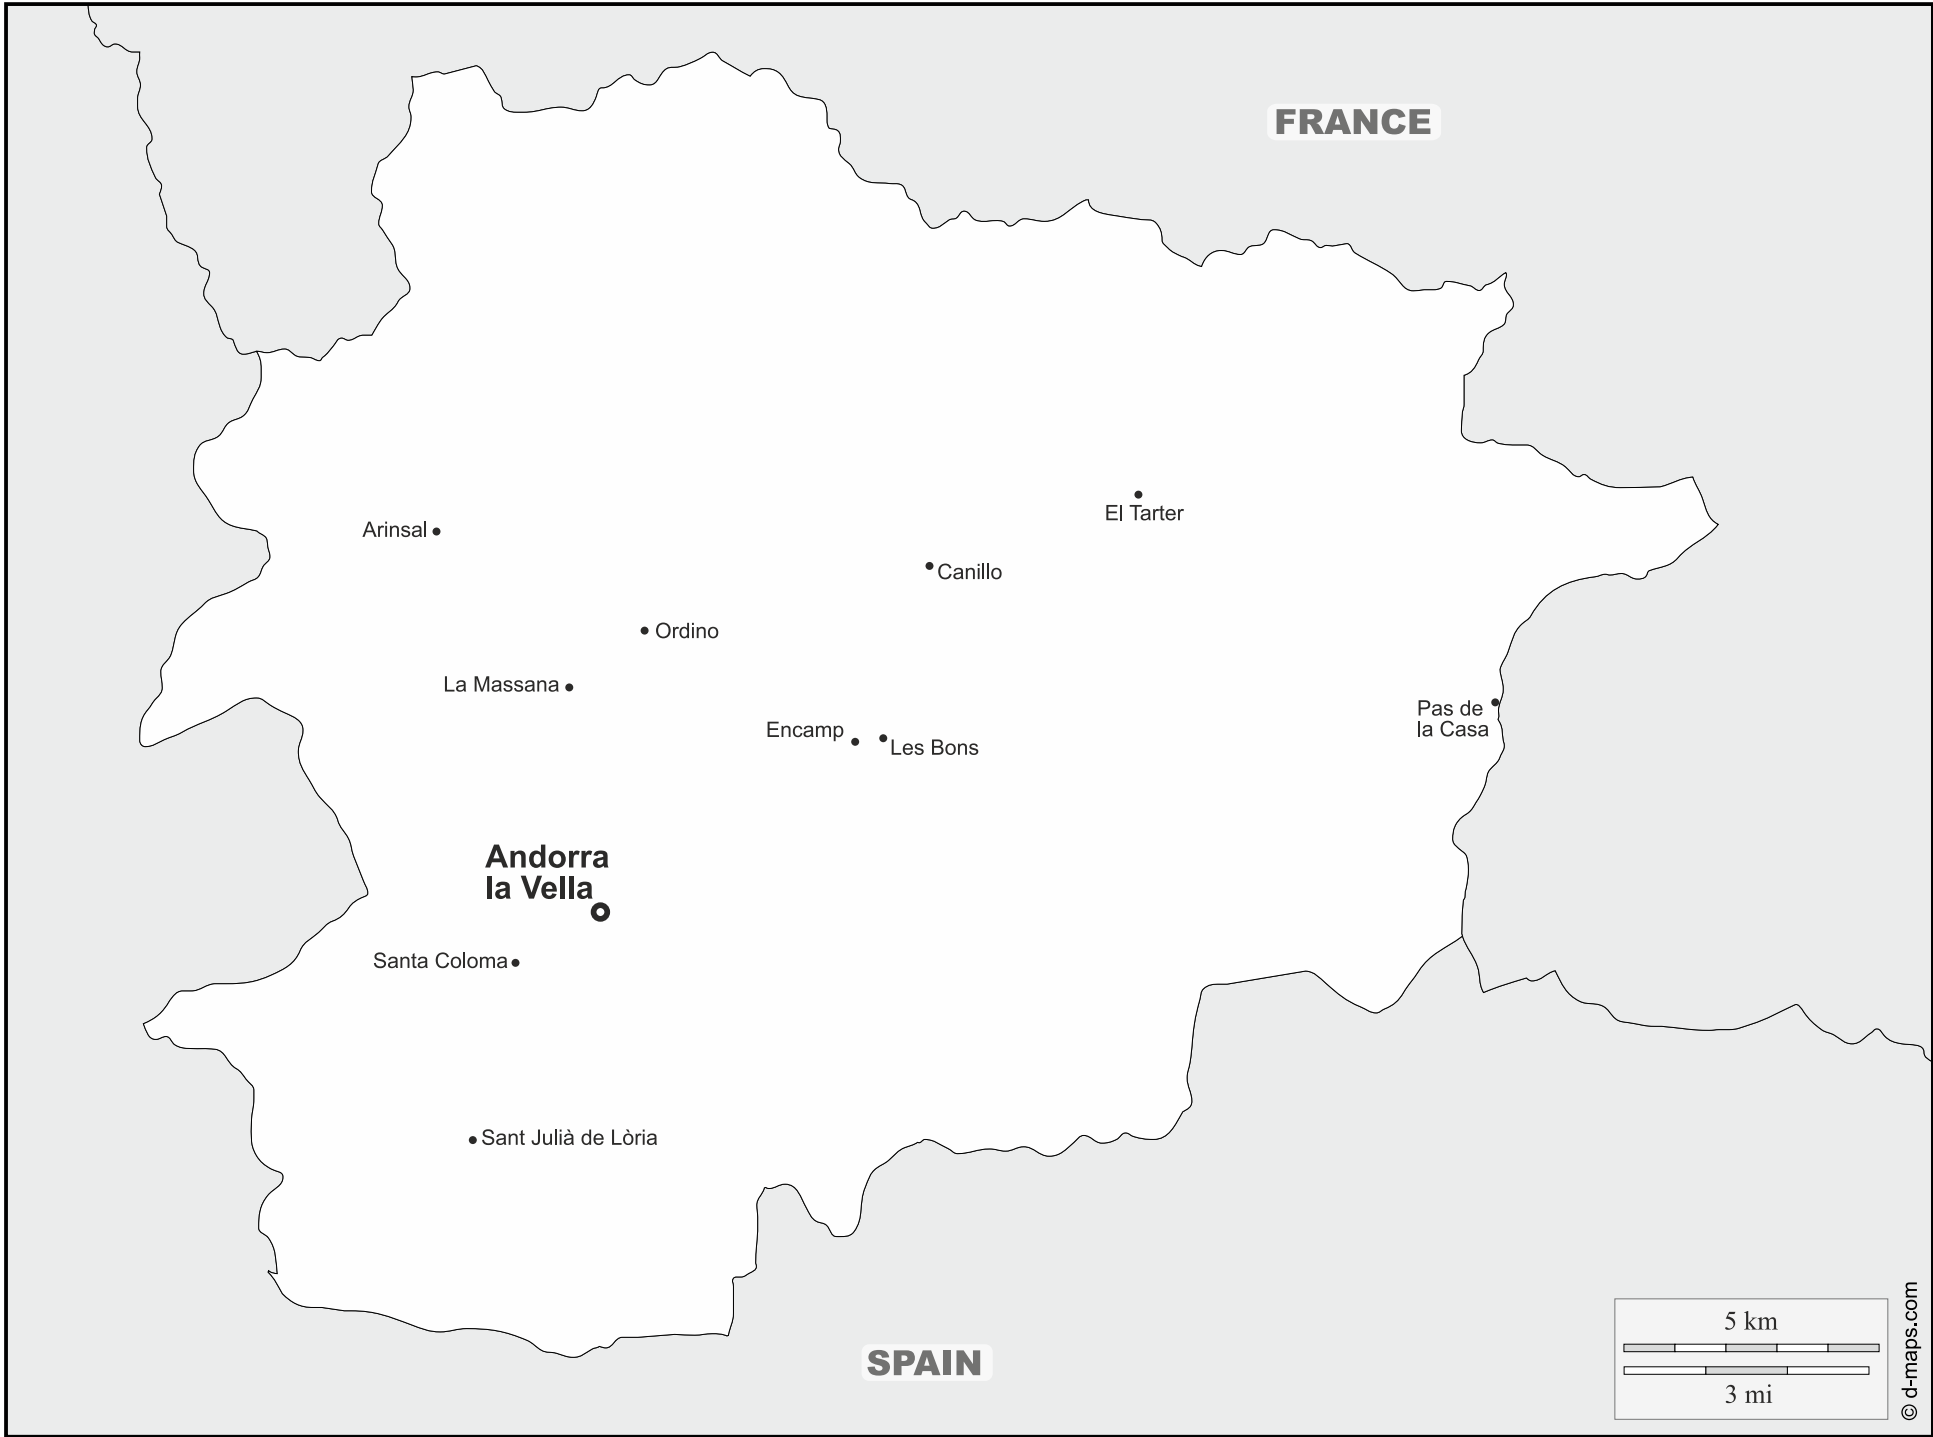 FRANCE
El Tarter
Arinsal
Canillo
Ordino
La Massana
Pas de
la Casa
Encamp
Les Bons
Andorra
la Vella
Santa Coloma
Sant Julià de Lòria
SPAIN
5 km
3 mi
© d-maps.com